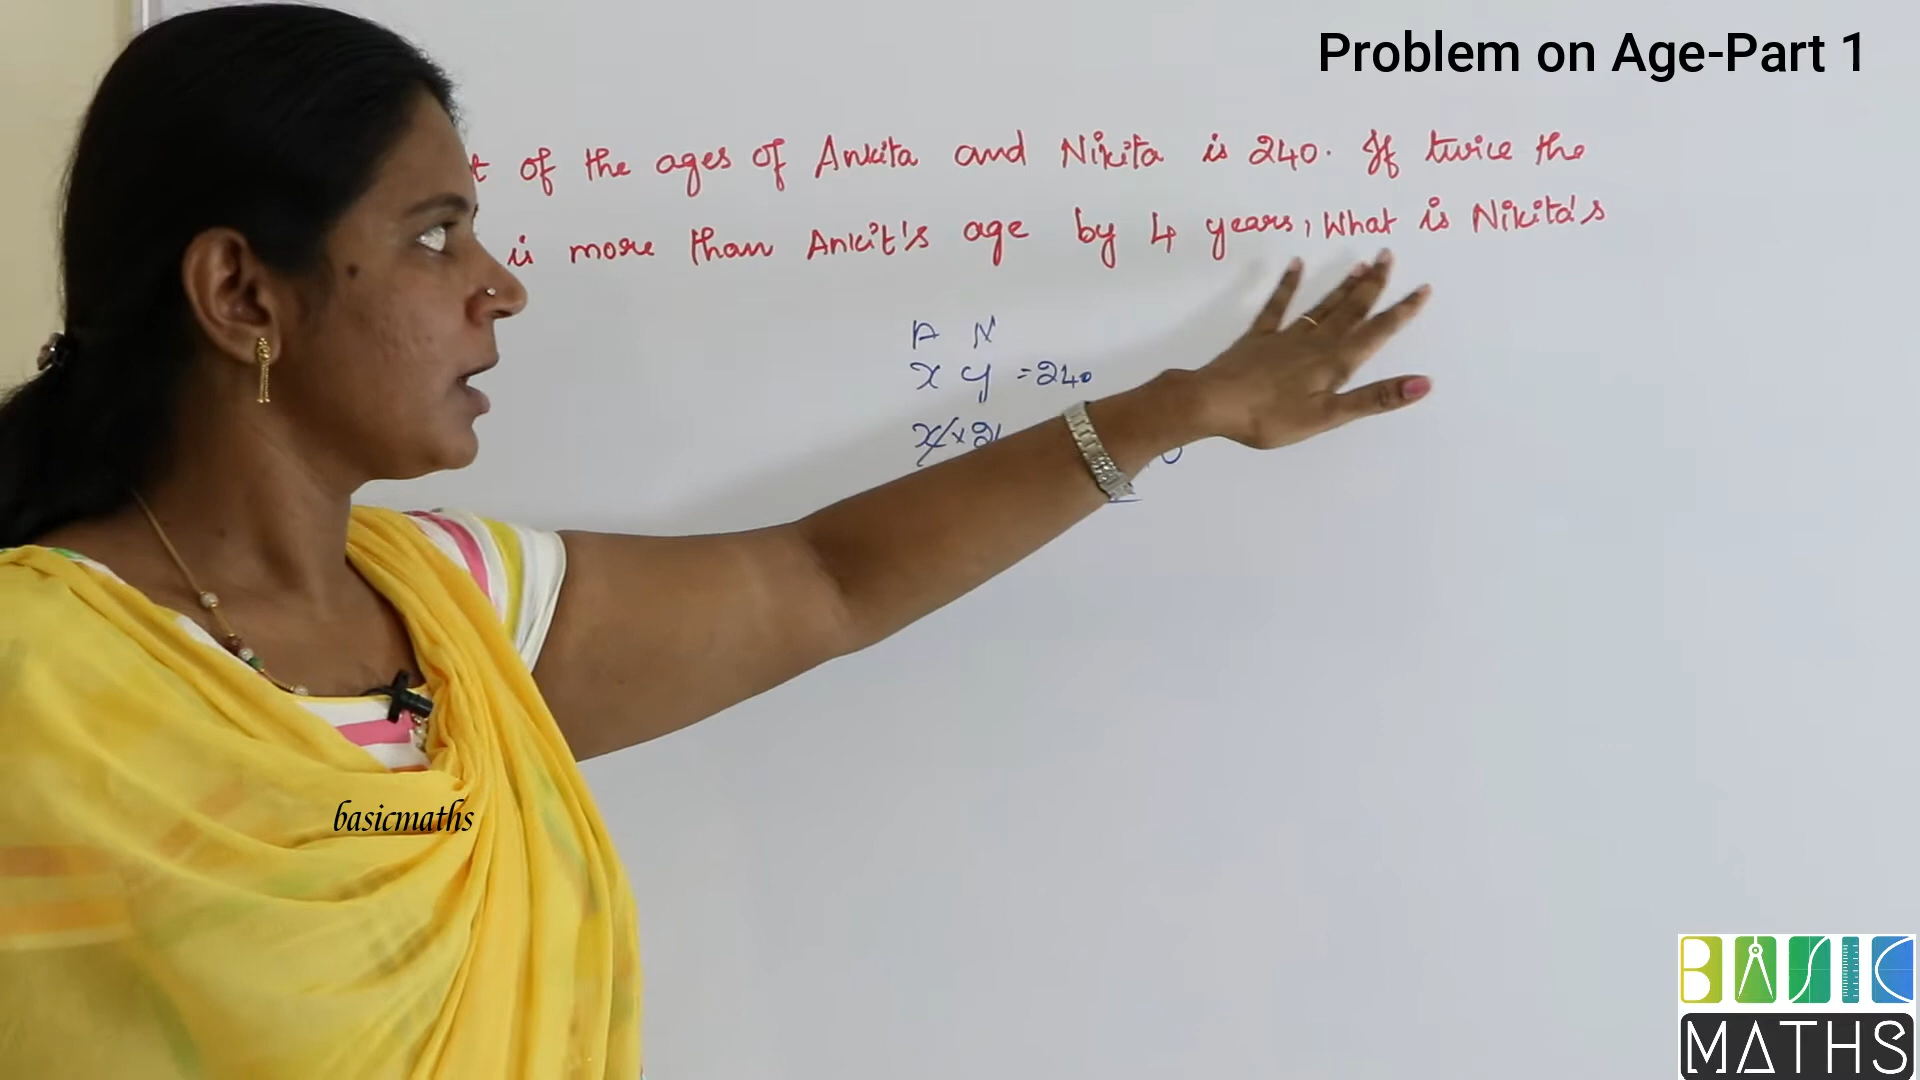 Problem on Age-Part 1
of the ages of Ankita and Nikita is 240. If twice the
is more than Ankit's age by 4 years, What is Nikita's
A N
x y = 240
basicmaths
BASIC
MATHS